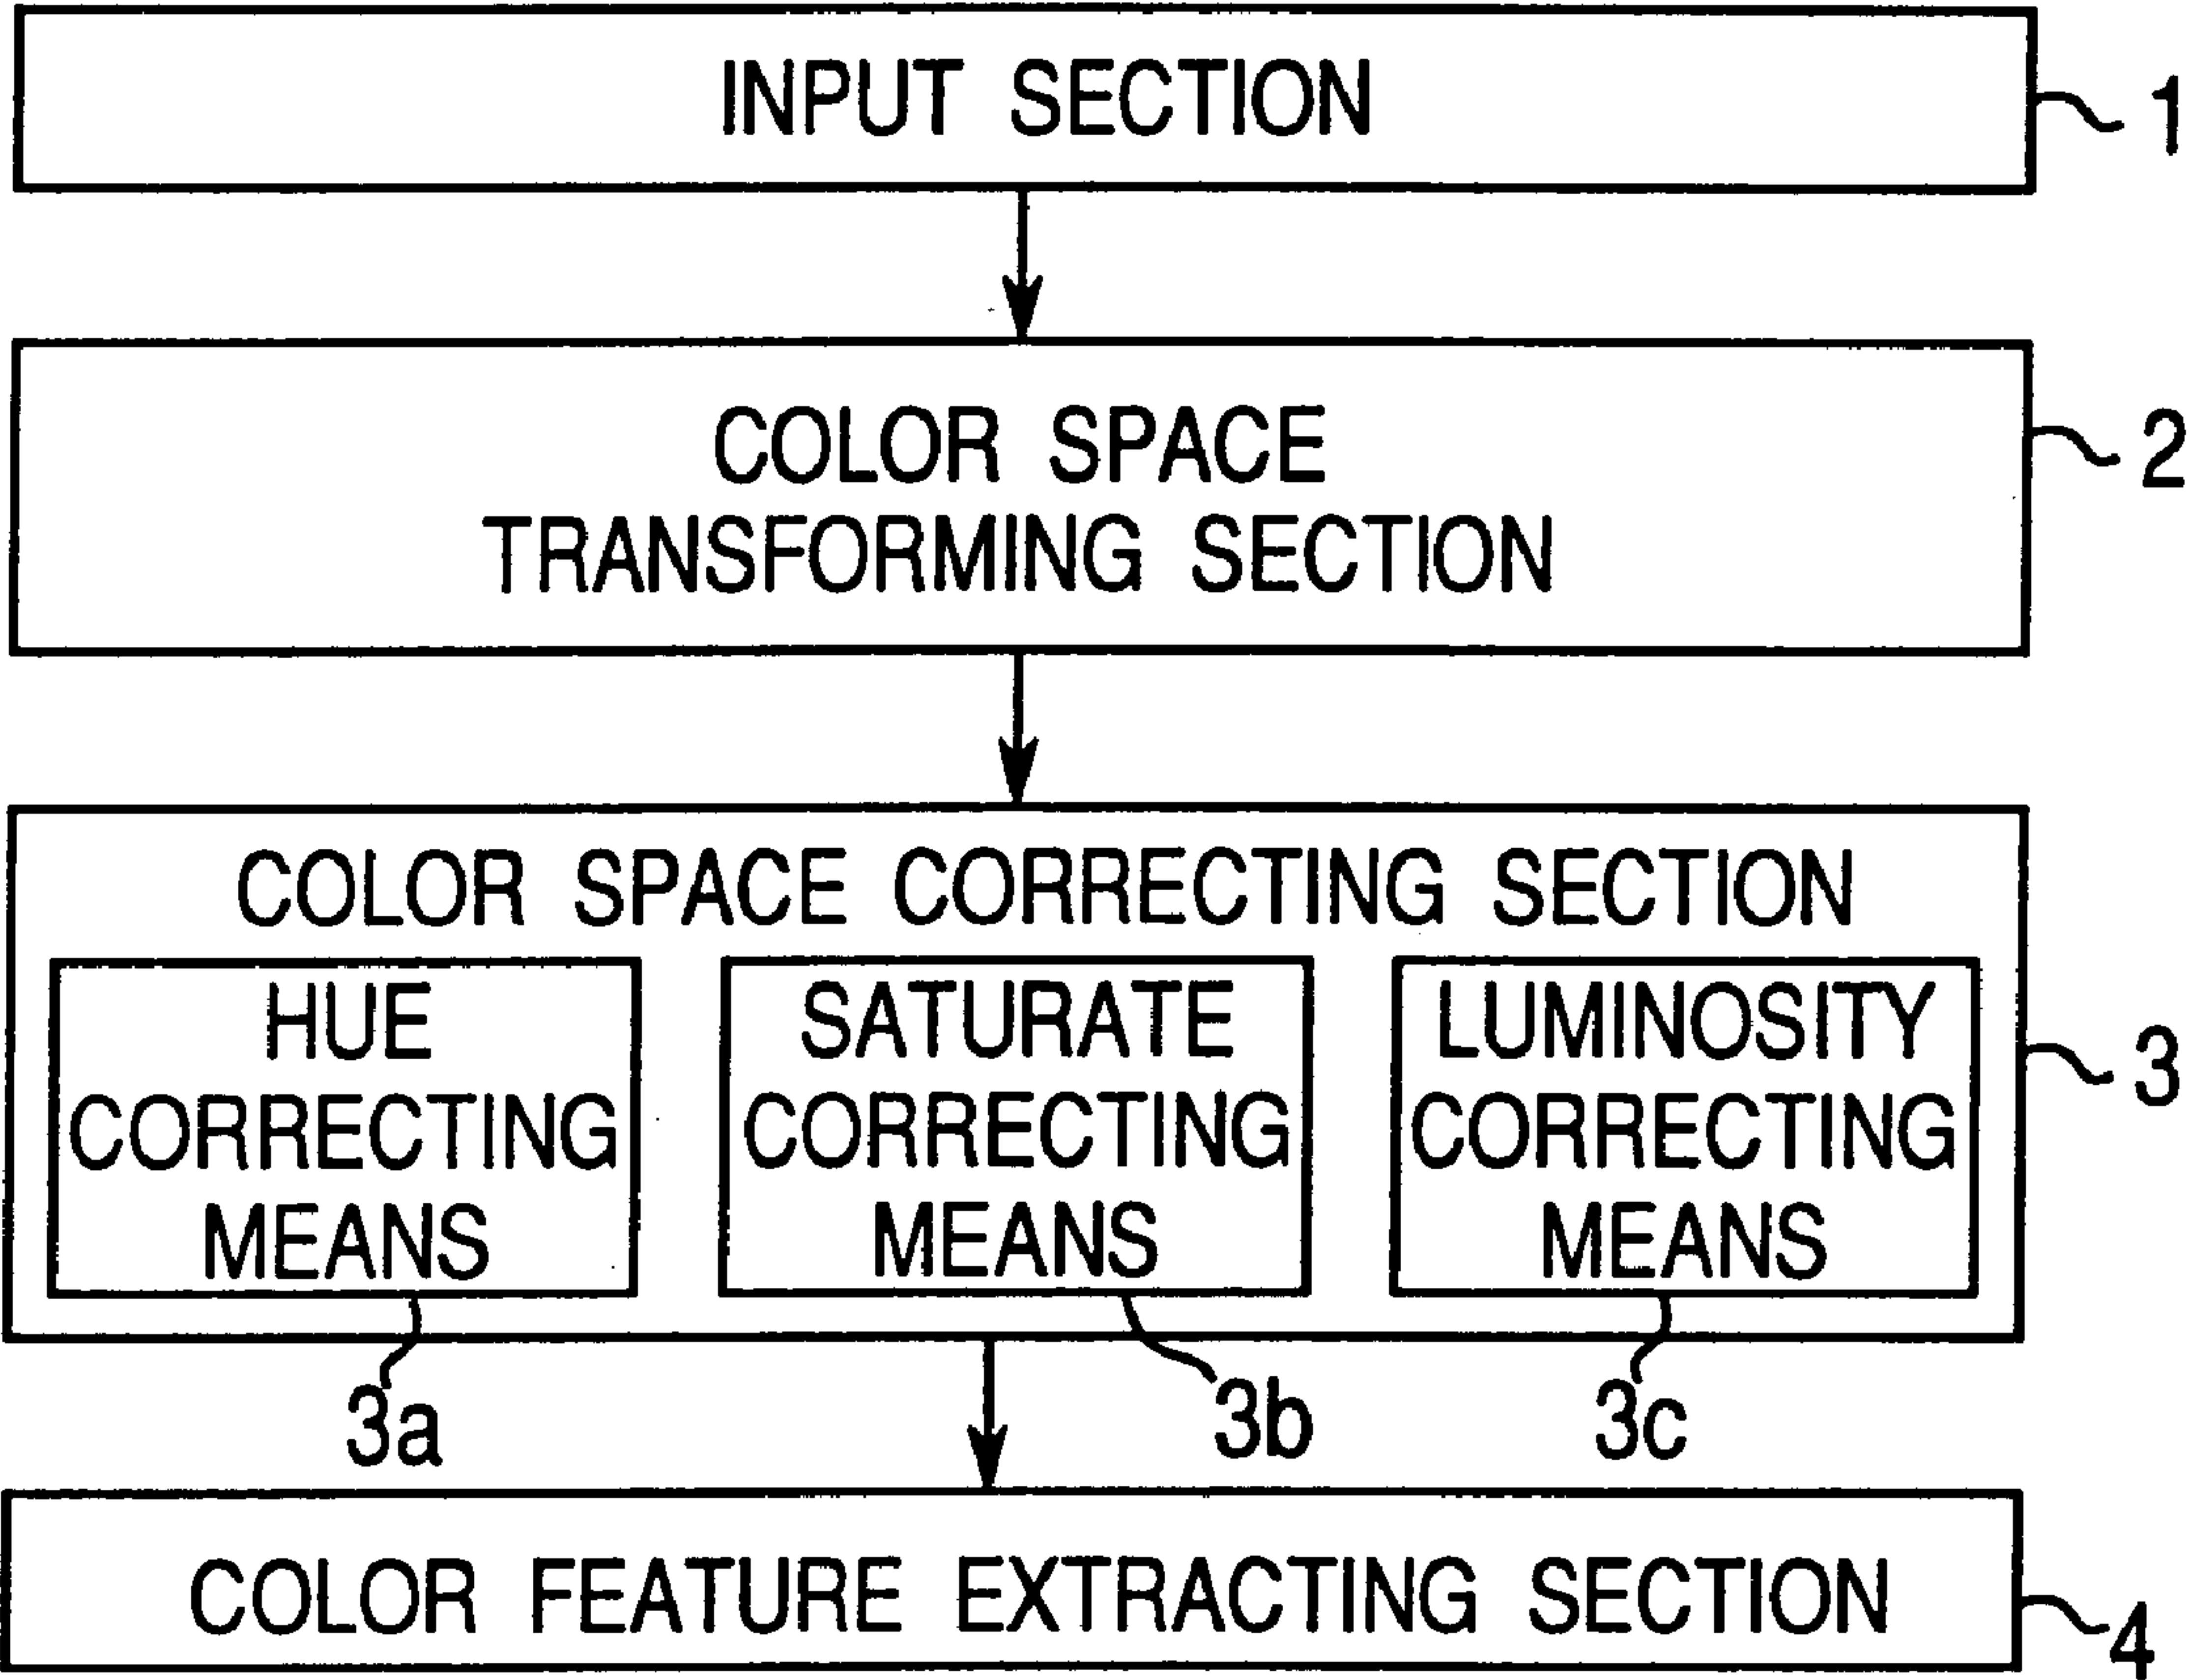 INPUT SECTION
1
COLOR SPACE
TRANSFORMING SECTION
2
COLOR SPACE CORRECTING SECTION
HUE
CORRECTING
MEANS
SATURATE
CORRECTING
MEANS
LUMINOSITY
CORRECTING
MEANS
3
3a
3b
3c
COLOR FEATURE EXTRACTING SECTION
4